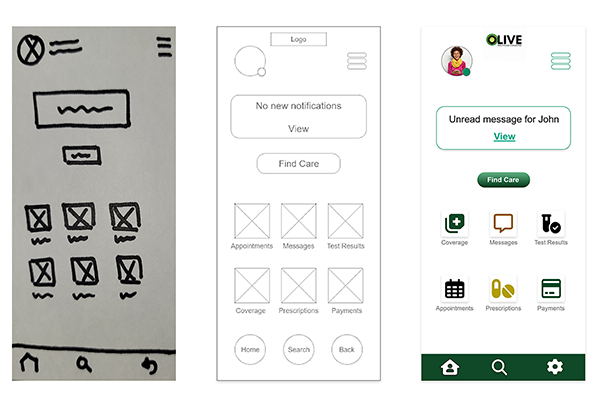 Logo
No new notifications
View
Find Care
Appointments Messages Test Results
Coverage Prescriptions Payments
Home Search Back
OLIVE
Unread message for John
View
Find Care
Coverage Messages Test Results
Appointments Prescriptions Payments